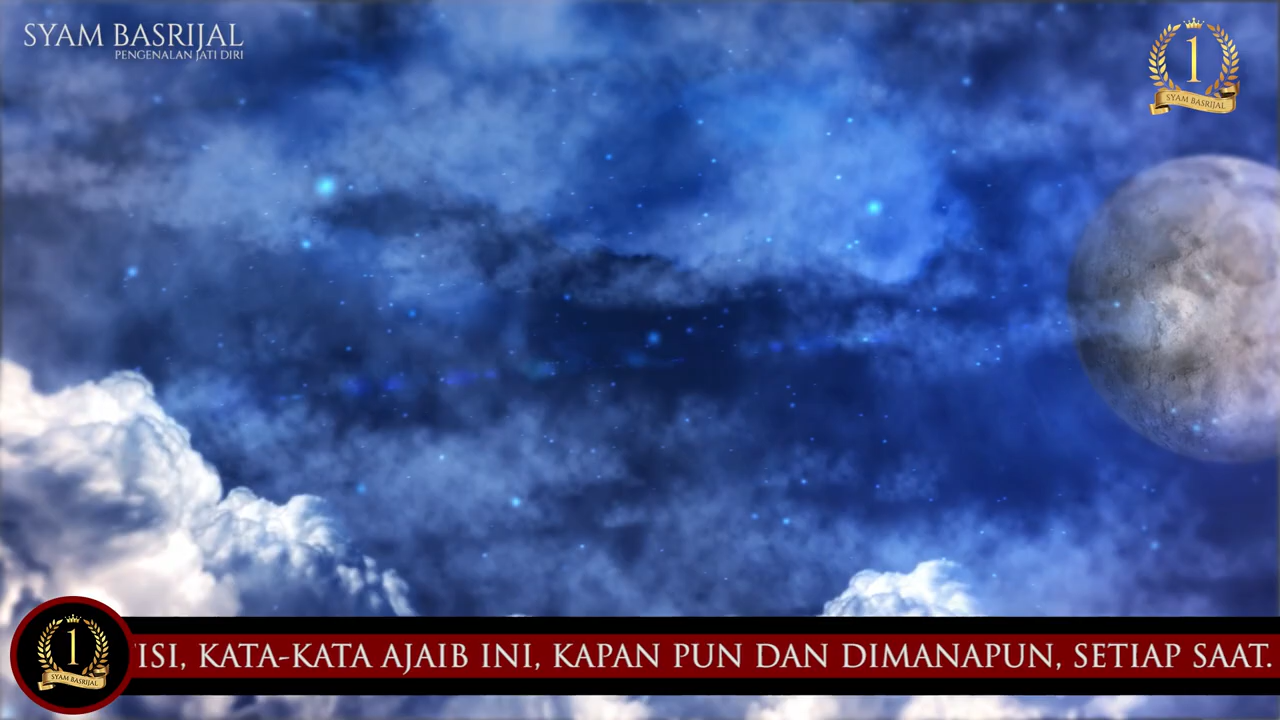 SYAM BASRIJAL
PENGENALAN JATI DIRI
1
SYAM BASRIJAL
1
SYAM BASRIJAL
KATA-KATA AJAIB INI, KAPAN PUN DAN DIMANAPUN, SETIAP SAAT.